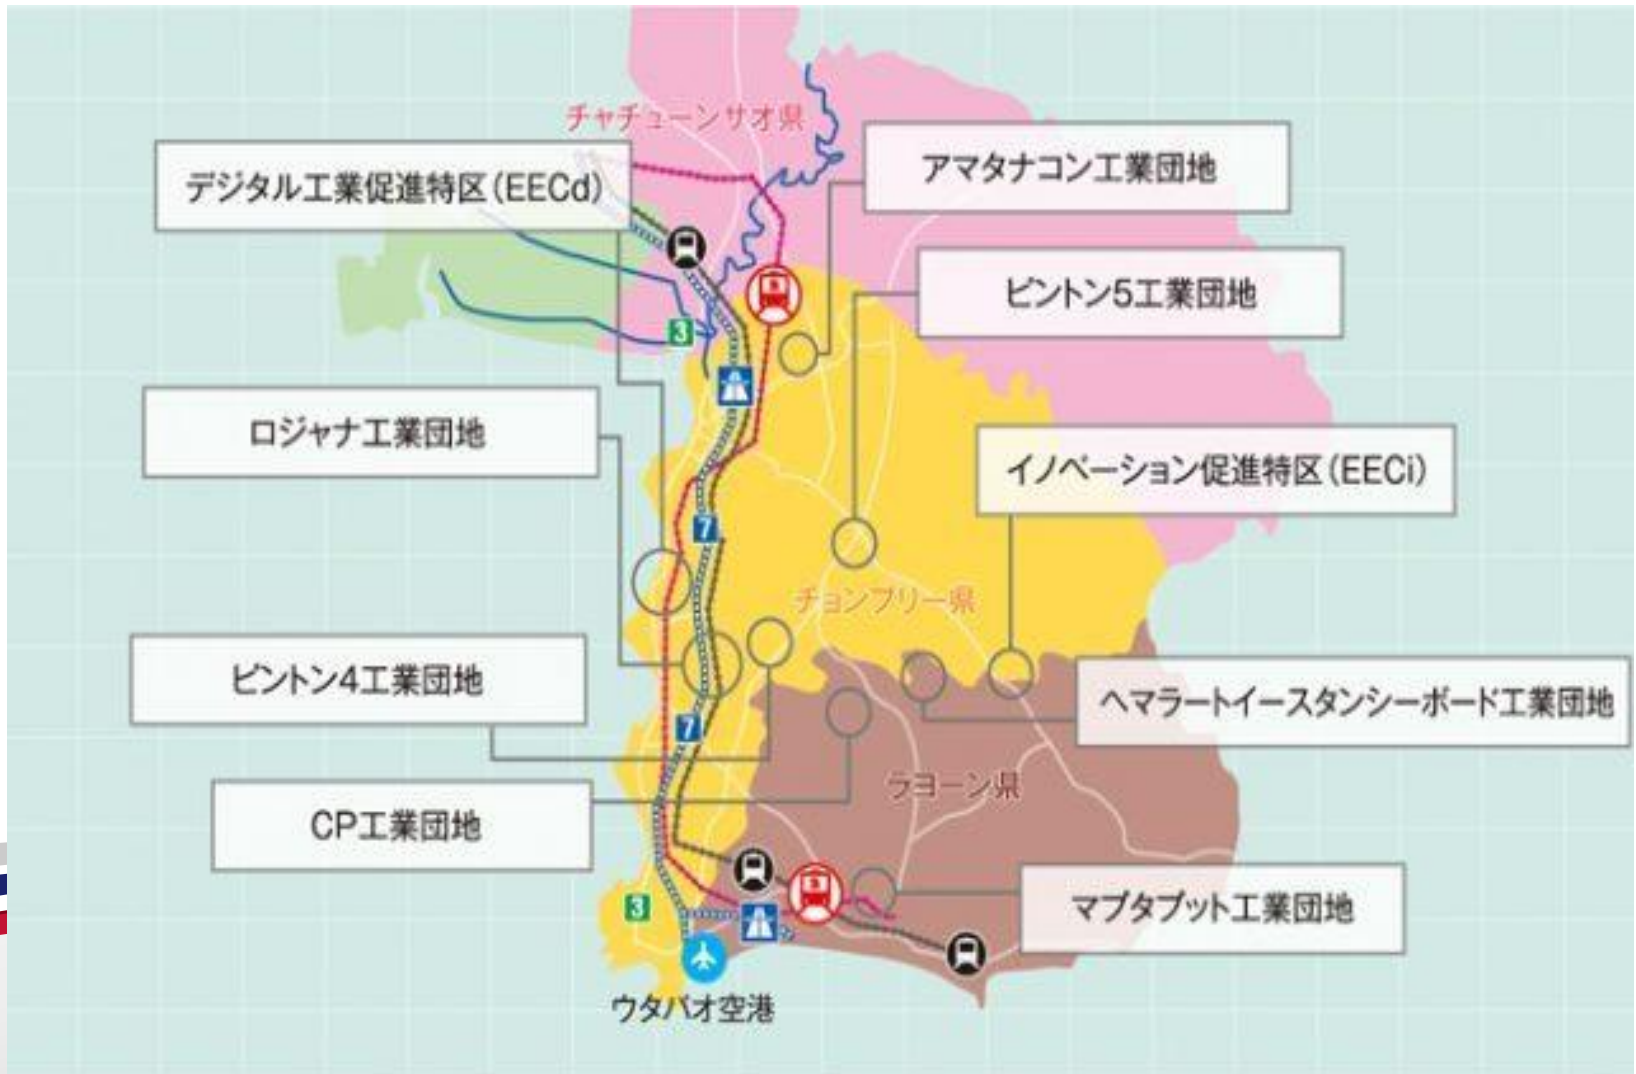 チャチューンサオ県
デジタル工業促進特区(EECd)
アマタナコン工業団地
ピントン5工業団地
3
ロジャナ工業団地
イノベーション促進特区(EECi)
7
チョンブリー県
ピントン4工業団地
ヘマラートイースタンシーボード工業団地
7
ラヨーン県
CP工業団地
3
マプタプット工業団地
ウタパオ空港